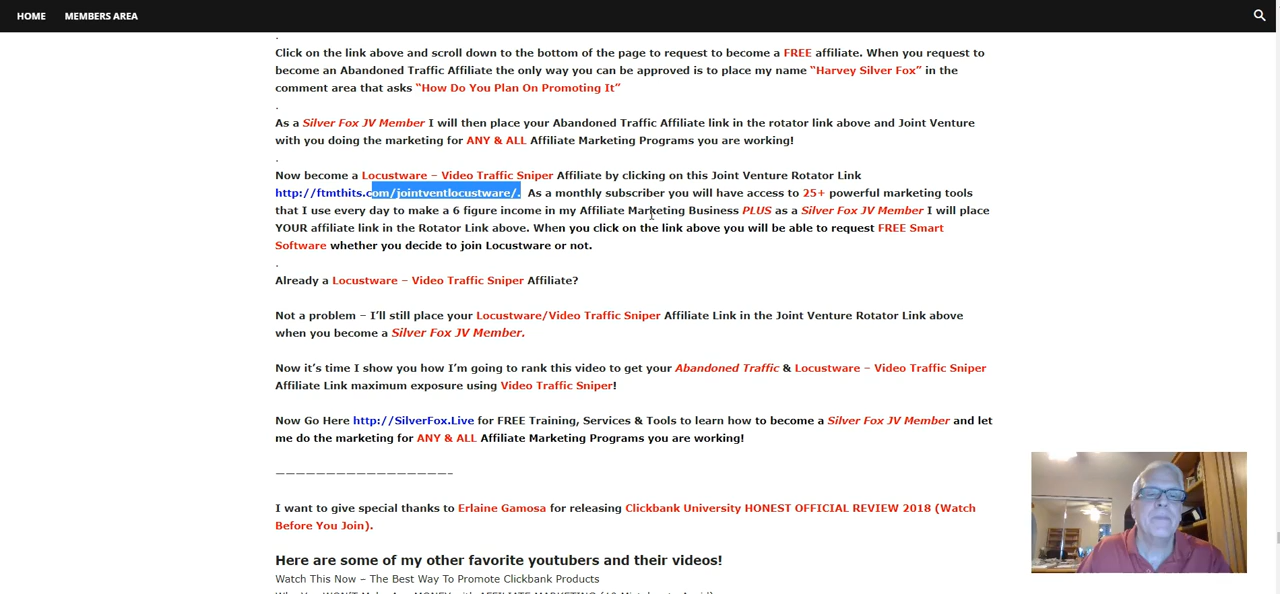 HOME MEMBERS AREA
.
Click on the link above and scroll down to the bottom of the page to request to become a FREE affiliate. When you request to
become an Abandoned Traffic Affiliate the only way you can be approved is to place my name “Harvey Silver Fox” in the
comment area that asks “How Do You Plan On Promoting It”
.
As a Silver Fox JV Member I will then place your Abandoned Traffic Affiliate link in the rotator link above and Joint Venture
with you doing the marketing for ANY & ALL Affiliate Marketing Programs you are working!
.
Now become a Locustware – Video Traffic Sniper Affiliate by clicking on this Joint Venture Rotator Link
http://ftmthits.com/jointventlocustware/. As a monthly subscriber you will have access to 25+ powerful marketing tools
that I use every day to make a 6 figure income in my Affiliate Marketing Business PLUS as a Silver Fox JV Member I will place
YOUR affiliate link in the Rotator Link above. When you click on the link above you will be able to request FREE Smart
Software whether you decide to join Locustware or not.
.
Already a Locustware – Video Traffic Sniper Affiliate?
Not a problem – I’ll still place your Locustware/Video Traffic Sniper Affiliate Link in the Joint Venture Rotator Link above
when you become a Silver Fox JV Member.
Now it’s time I show you how I’m going to rank this video to get your Abandoned Traffic & Locustware – Video Traffic Sniper
Affiliate Link maximum exposure using Video Traffic Sniper!
Now Go Here http://SilverFox.Live for FREE Training, Services & Tools to learn how to become a Silver Fox JV Member and let
me do the marketing for ANY & ALL Affiliate Marketing Programs you are working!
—————————————————–
I want to give special thanks to Erlaine Gamosa for releasing Clickbank University HONEST OFFICIAL REVIEW 2018 (Watch
Before You Join).
Here are some of my other favorite youtubers and their videos!
Watch This Now – The Best Way To Promote Clickbank Products